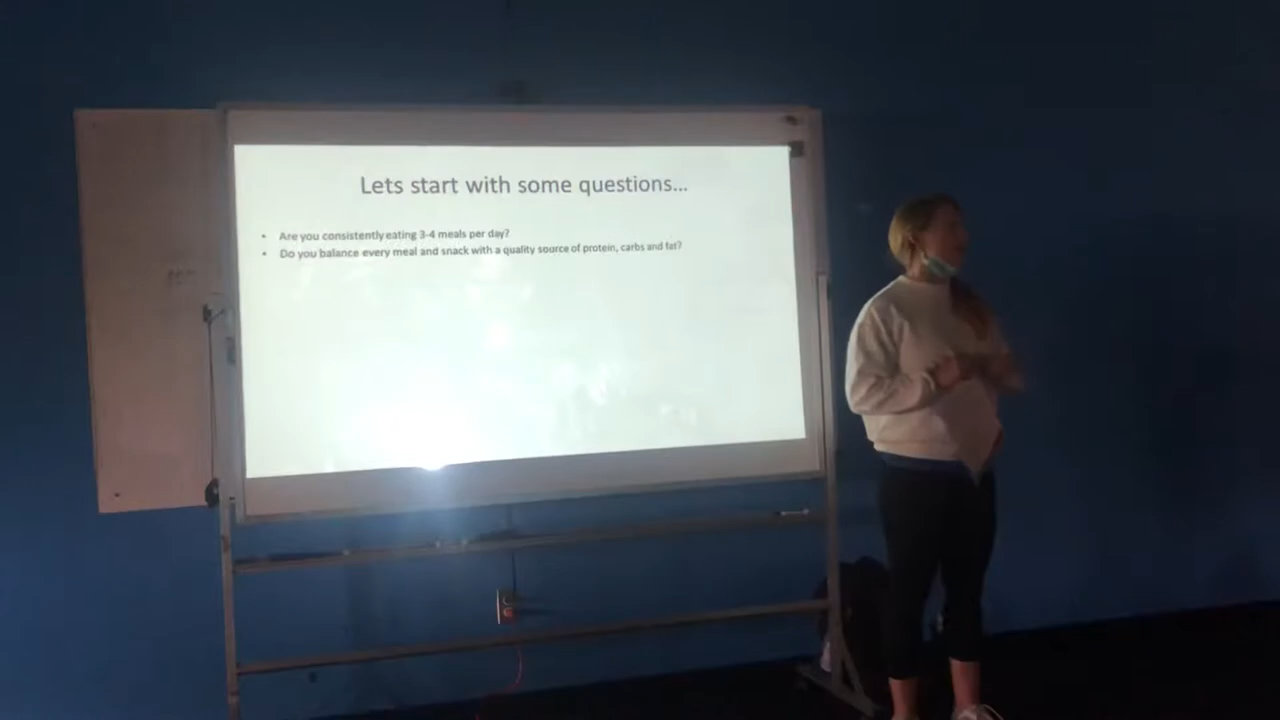 Lets start with some questions...
• Are you consistently eating 3-4 meals per day?
• Do you balance every meal and snack with a quality source of protein, carbs and fat?